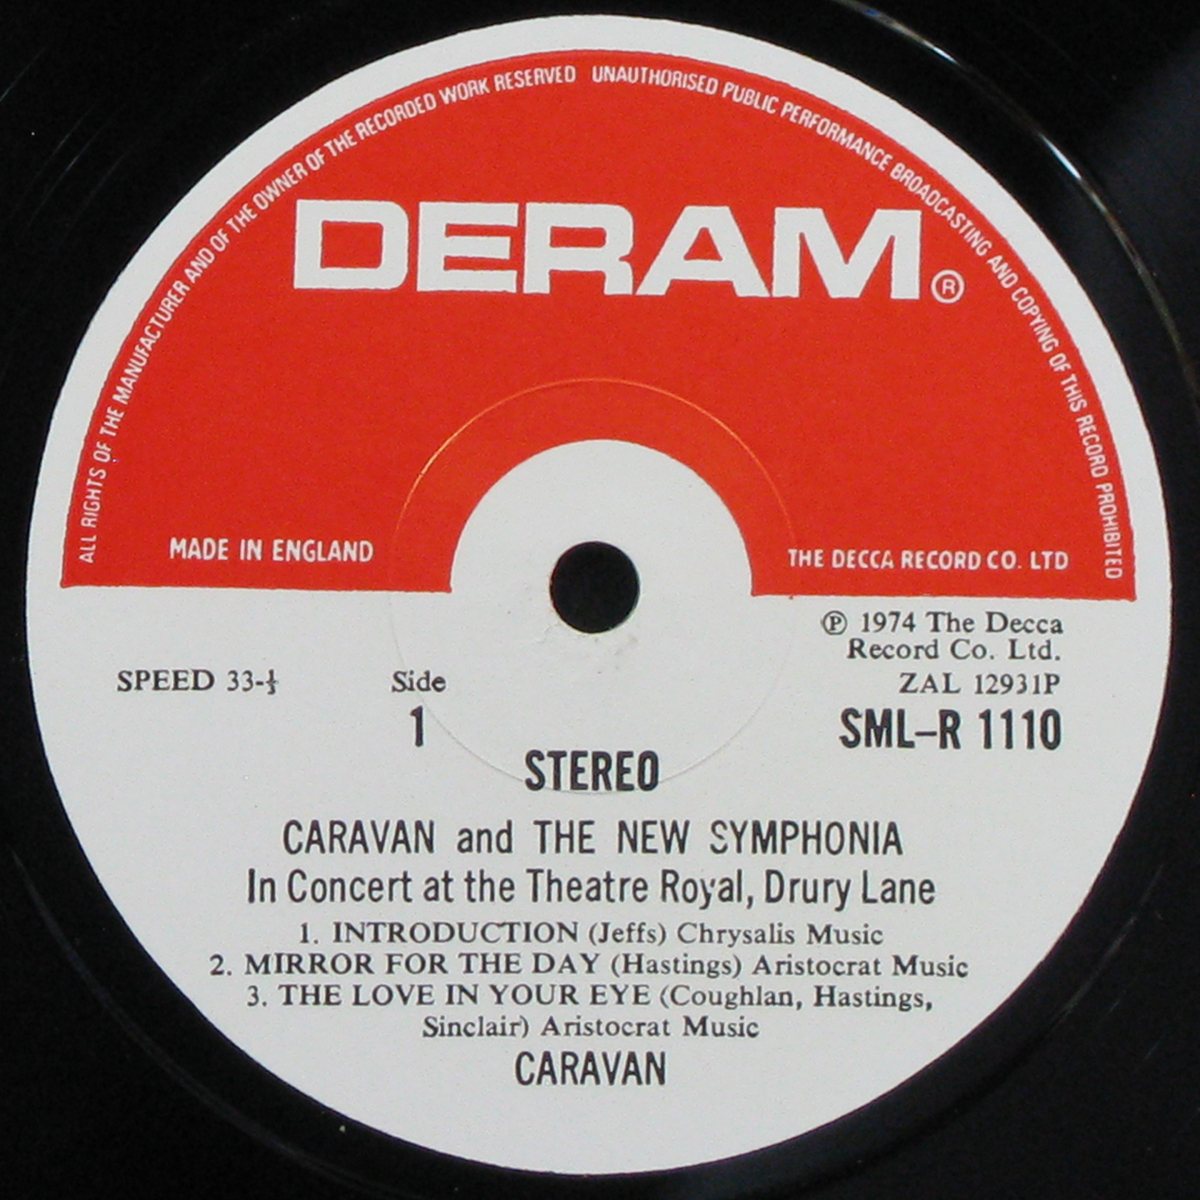 ALL RIGHTS OF THE MANUFACTURER AND OF THE OWNER OF THE RECORDED WORK RESERVED UNAUTHORISED PUBLIC PERFORMANCE BROADCASTING AND COPYING OF THIS RECORD PROHIBITED
DERAM®
MADE IN ENGLAND
THE DECCA RECORD CO. LTD
℗ 1974 The Decca
Record Co. Ltd.
SPEED 33-⅓
Side
ZAL 12931P
1
SML-R 1110
STEREO
CARAVAN and THE NEW SYMPHONIA
In Concert at the Theatre Royal, Drury Lane
1. INTRODUCTION (Jeffs) Chrysalis Music
2. MIRROR FOR THE DAY (Hastings) Aristocrat Music
3. THE LOVE IN YOUR EYE (Coughlan, Hastings,
Sinclair) Aristocrat Music
CARAVAN